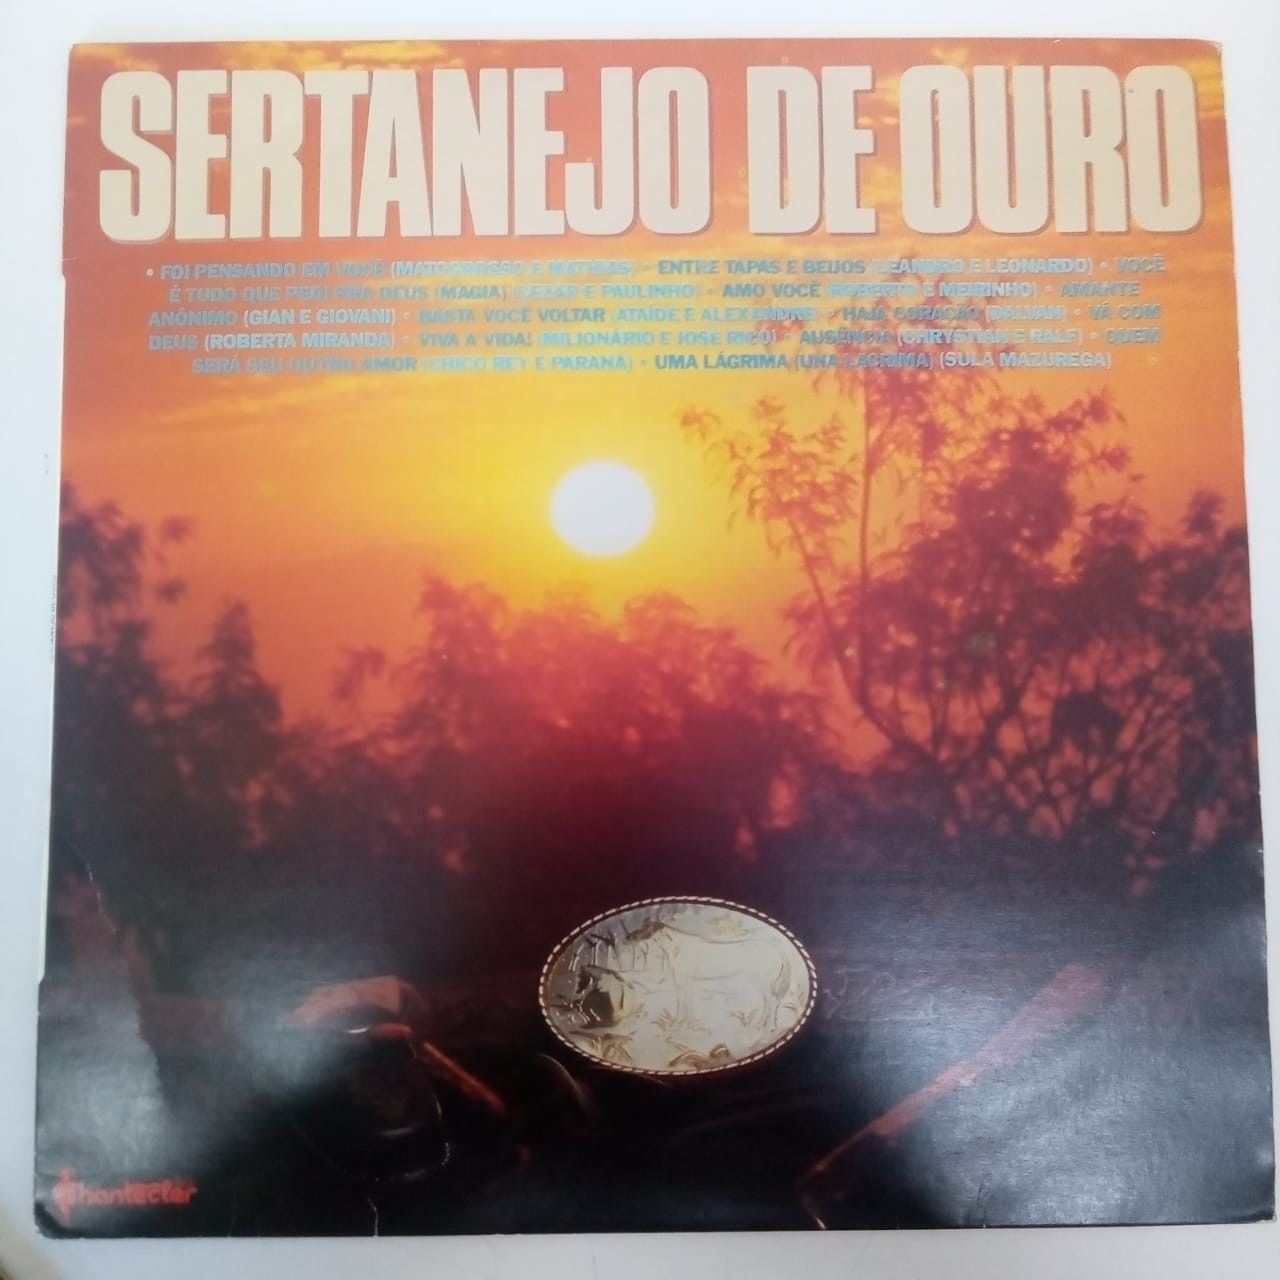 SERTANEJO DE OURO
• FOI PENSANDO EM VOCÊ (MATOGROSSO E MATHIAS) • ENTRE TAPAS E BEIJOS (LEANDRO E LEONARDO) • VOCÊ
É TUDO QUE PEDI PRA DEUS (MAGIA) (CEZAR E PAULINHO) • AMO VOCÊ (ROBERTO E MEIRINHO) • AMANTE
ANÔNIMO (GIAN E GIOVANI) • BASTA VOCÊ VOLTAR (ATAÍDE E ALEXANDRE) • HAJA CORAÇÃO (DALVAN) • VÁ COM
DEUS (ROBERTA MIRANDA) • VIVA A VIDA! (MILIONÁRIO E JOSÉ RICO) • AUSÊNCIA (CHRYSTIAN E RALF) • QUEM
SERÁ SEU OUTRO AMOR (CHICO REY E PARANÁ) • UMA LÁGRIMA (UNA LACRIMA) (SULA MAZUREGA)
Chantecler